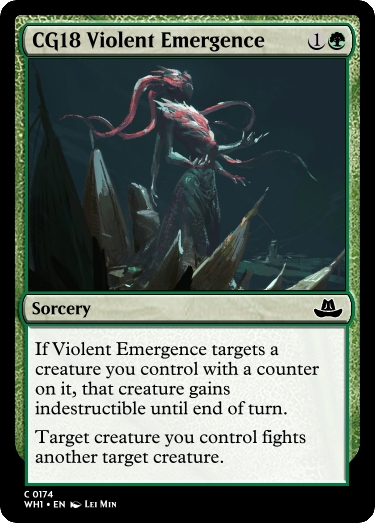 CG18 Violent Emergence 1
Sorcery
If Violent Emergence targets a
creature you control with a counter
on it, that creature gains
indestructible until end of turn.
Target creature you control fights
another target creature.
C 0174
WH1 • EN Lei Min